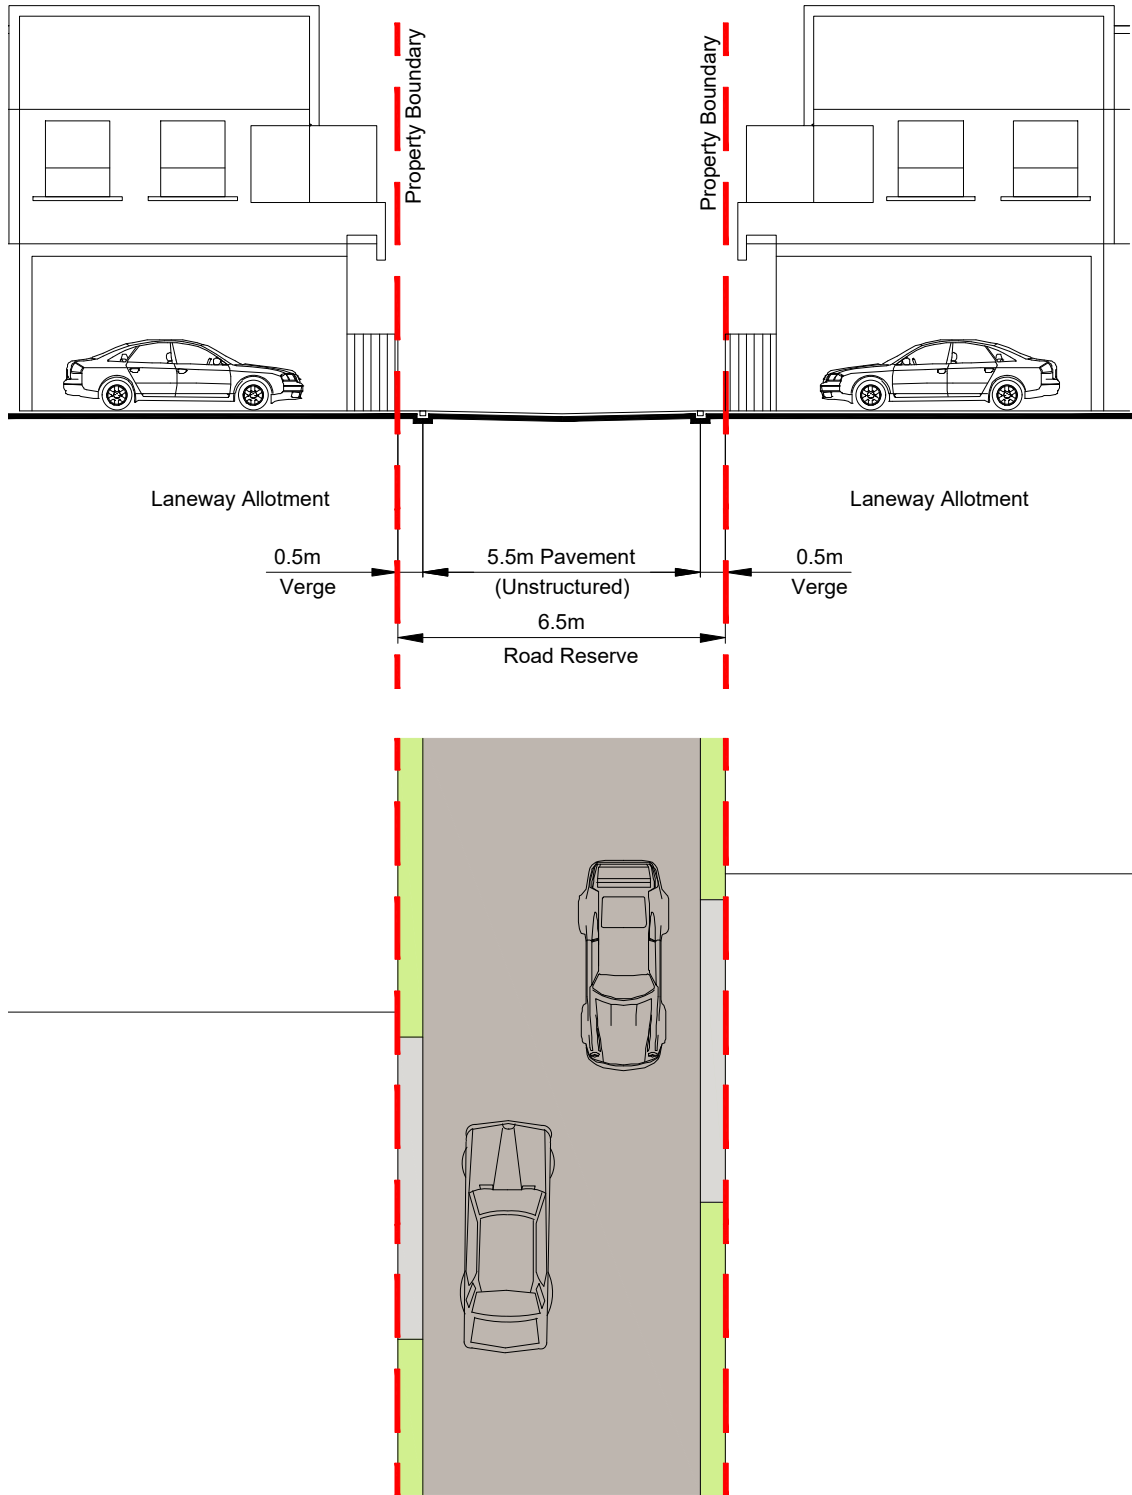 Property Boundary
Property Boundary
Laneway Allotment
Laneway Allotment
0.5m
Verge
5.5m Pavement
(Unstructured)
0.5m
Verge
6.5m
Road Reserve